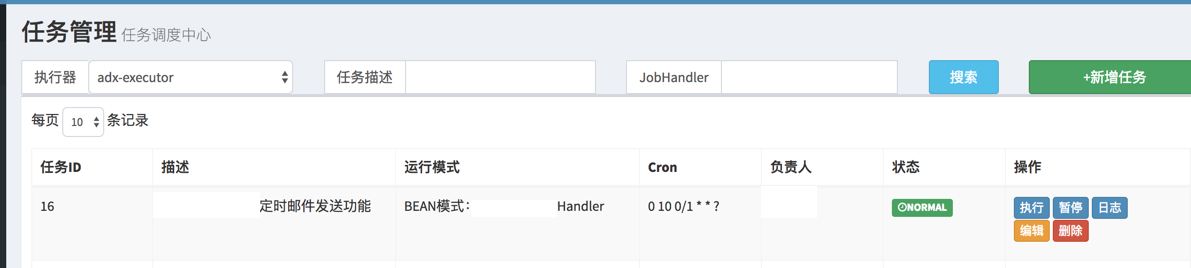 任务管理 任务调度中心
执行器 adx-executor 任务描述 JobHandler 搜索 +新增任务
每页 10 条记录
任务ID 描述 运行模式 Cron 负责人 状态 操作
16 定时邮件发送功能 BEAN模式: Handler 0 10 0/1 * * ? NORMAL 执行 暂停 日志
编辑 删除